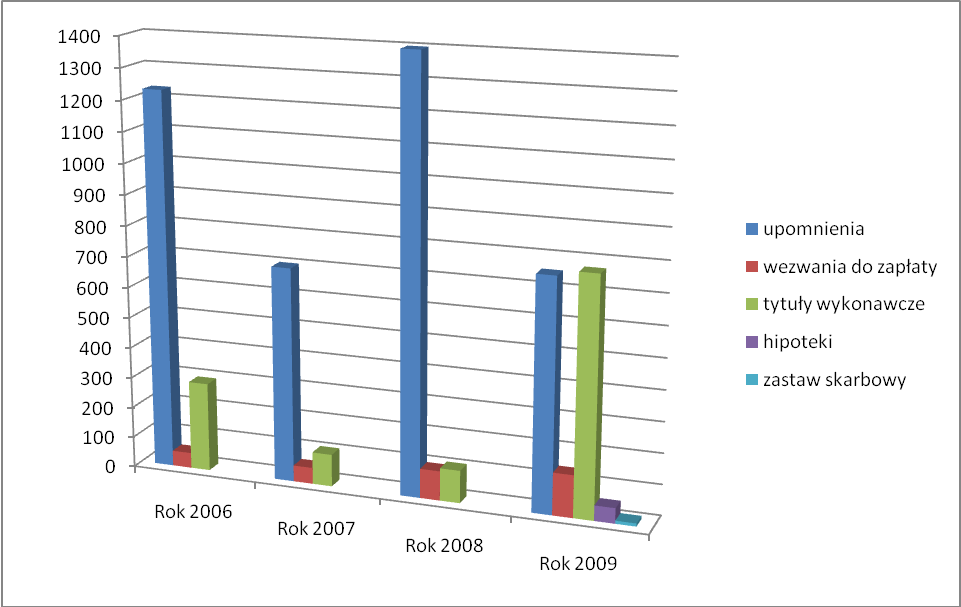 1400
1300
1200
1100
1000
900
800
700
600
500
400
300
200
100
0
Rok 2006
Rok 2007
Rok 2008
Rok 2009
upomnienia
wezwania do zapłaty
tytuły wykonawcze
hipoteki
zastaw skarbowy